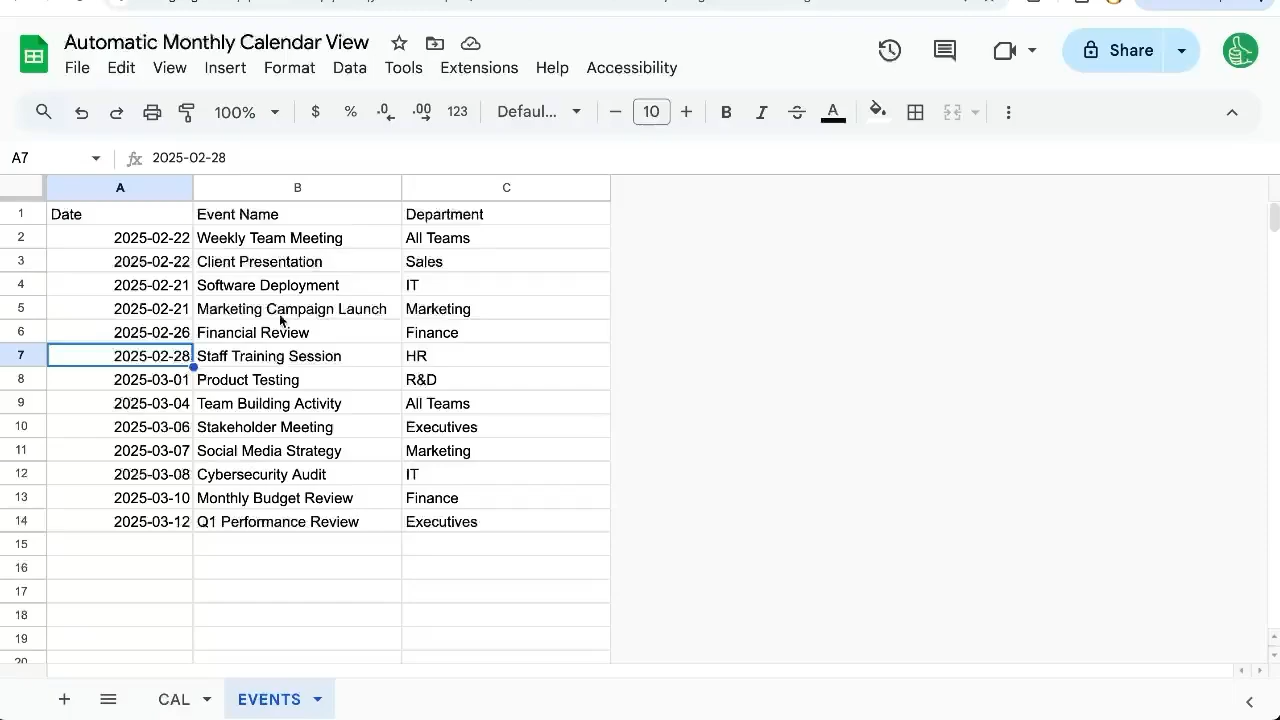 Automatic Monthly Calendar View
File Edit View Insert Format Data Tools Extensions Help Accessibility
Share
100% $ % .0 .00 123 Defaul... 10 B I A
A7 fx 2025-02-28
A B C
1 Date Event Name Department
2 2025-02-22 Weekly Team Meeting All Teams
3 2025-02-22 Client Presentation Sales
4 2025-02-21 Software Deployment IT
5 2025-02-21 Marketing Campaign Launch Marketing
6 2025-02-26 Financial Review Finance
7 2025-02-28 Staff Training Session HR
8 2025-03-01 Product Testing R&D
9 2025-03-04 Team Building Activity All Teams
10 2025-03-06 Stakeholder Meeting Executives
11 2025-03-07 Social Media Strategy Marketing
12 2025-03-08 Cybersecurity Audit IT
13 2025-03-10 Monthly Budget Review Finance
14 2025-03-12 Q1 Performance Review Executives
15
16
17
18
19
20
CAL EVENTS